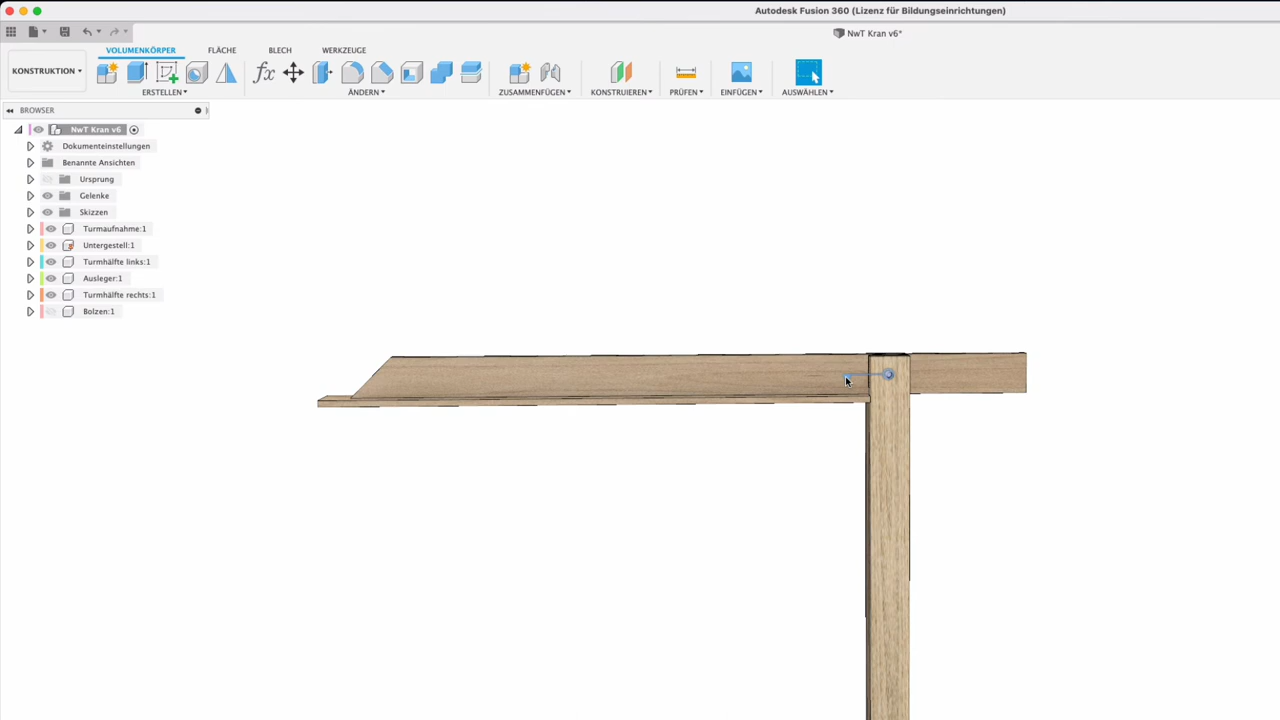 Autodesk Fusion 360 (Lizenz für Bildungseinrichtungen)
NwT Kran v6*
VOLUMENKÖRPER FLÄCHE BLECH WERKZEUGE
KONSTRUKTION
ERSTELLEN ÄNDERN ZUSAMMENFÜGEN KONSTRUIEREN PRÜFEN EINFÜGEN AUSWÄHLEN
BROWSER
NwT Kran v6
Dokumenteinstellungen
Benannte Ansichten
Ursprung
Gelenke
Skizzen
Turmaufnahme:1
Untergestell:1
Turmhälfte links:1
Ausleger:1
Turmhälfte rechts:1
Bolzen:1